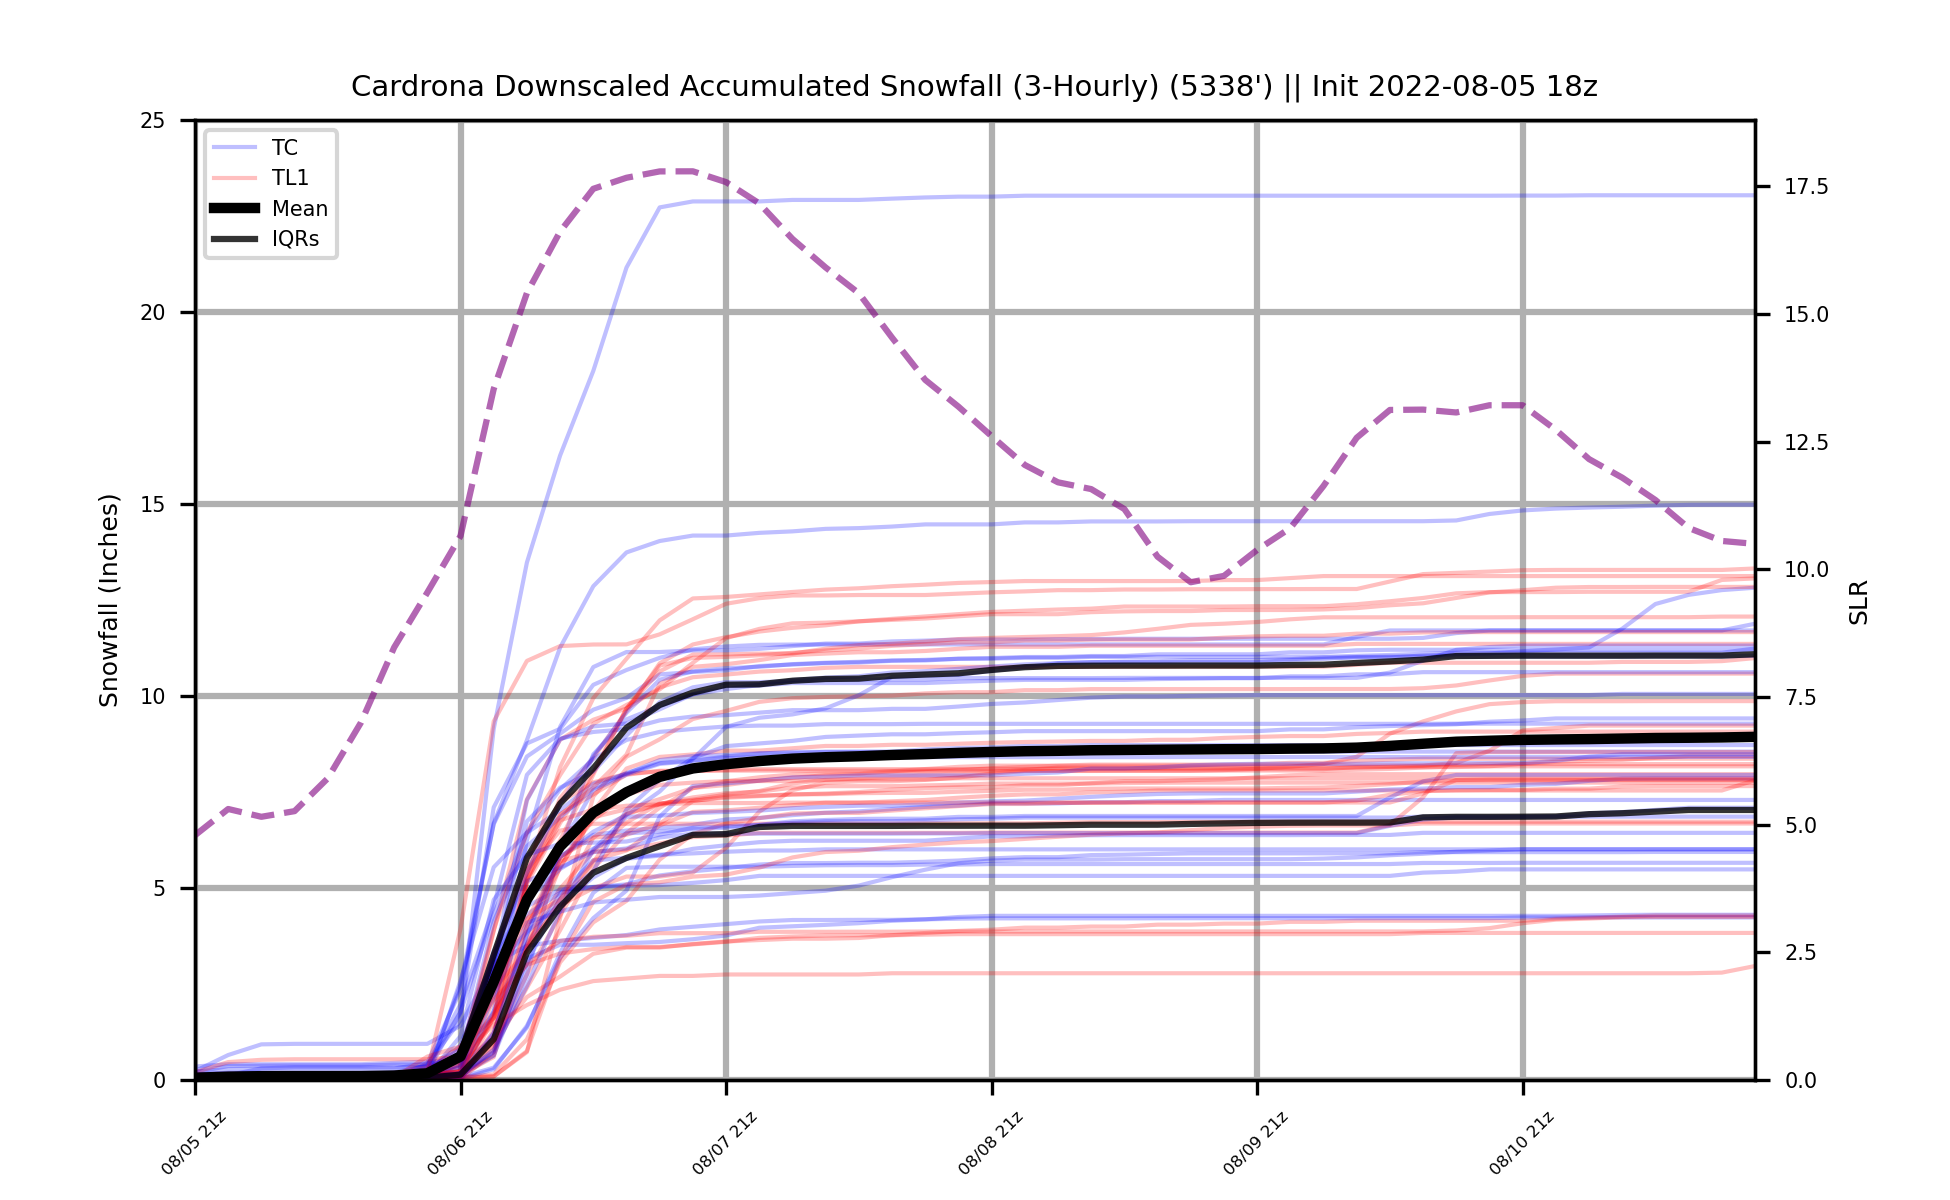 Cardrona Downscaled Accumulated Snowfall (3-Hourly) (5338') || Init 2022-08-05 18z
TC
TL1
Mean
IQRs
25
20
15
10
5
0
Snowfall (Inches)
17.5
15.0
12.5
10.0
7.5
5.0
2.5
0.0
SLR
08/05 21z
08/06 21z
08/07 21z
08/08 21z
08/09 21z
08/10 21z